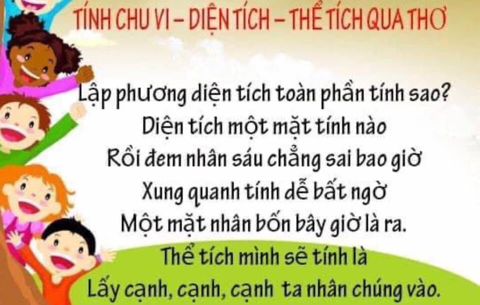 TÍNH CHU VI – DIỆN TÍCH – THỂ TÍCH QUA THƠ
Lập phương diện tích toàn phần tính sao?
Diện tích một mặt tính nào
Rồi đem nhân sáu chẳng sai bao giờ
Xung quanh tính dễ bất ngờ
Một mặt nhân bốn bây giờ là ra.
Thể tích mình sẽ tính là
Lấy cạnh, cạnh, cạnh ta nhân chúng vào.